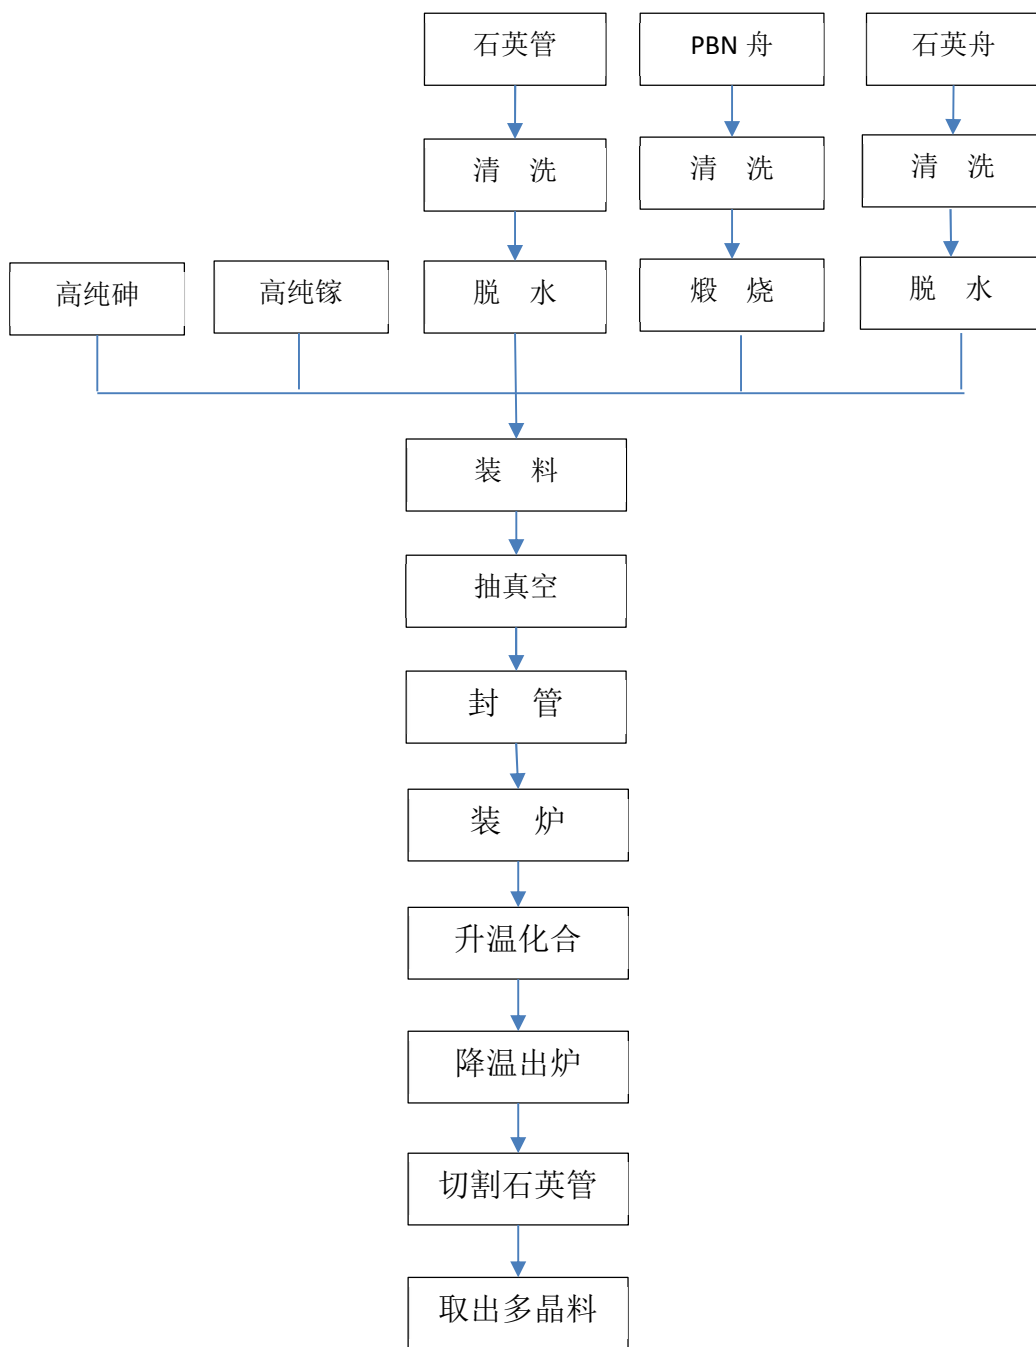 石英管
PBN 舟
石英舟
清 洗
清 洗
清 洗
高纯砷
高纯镓
脱 水
煅 烧
脱 水
装 料
抽真空
封 管
装 炉
升温化合
降温出炉
切割石英管
取出多晶料